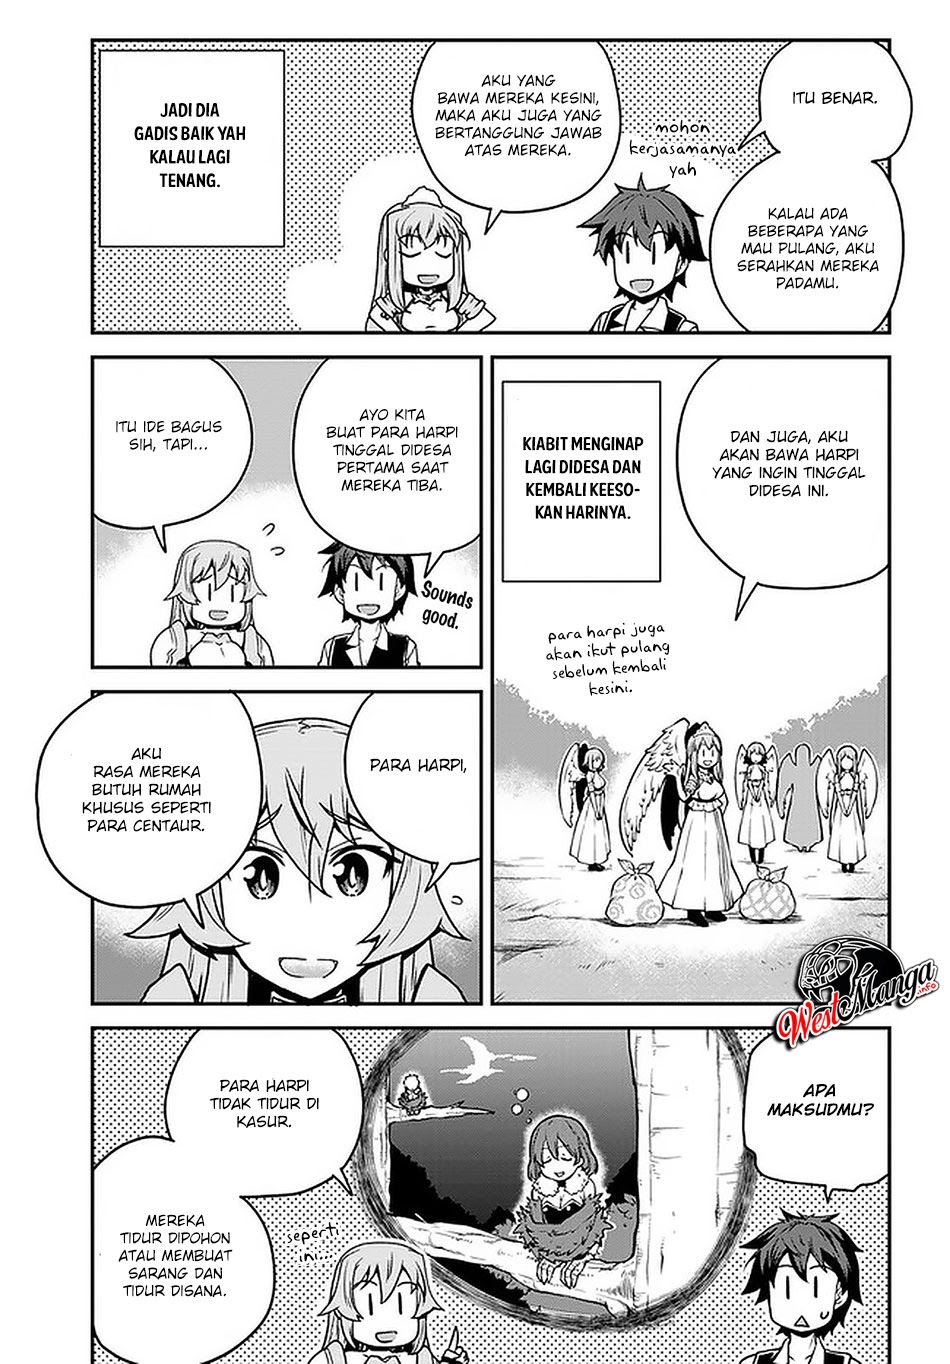 ITU BENAR.
KALAU ADA
BEBERAPA YANG
MAU PULANG, AKU
SERAHKAN MEREKA
PADAMU.
mohon
kerjasamanya
yah
AKU YANG
BAWA MEREKA KESINI,
MAKA AKU JUGA YANG
BERTANGGUNG JAWAB
ATAS MEREKA.
JADI DIA
GADIS BAIK YAH
KALAU LAGI
TENANG.
DAN JUGA, AKU
AKAN BAWA HARPI
YANG INGIN TINGGAL
DIDESA INI.
KIABIT MENGINAP
LAGI DIDESA DAN
KEMBALI KEESO-
KAN HARINYA.
para harpi juga
akan ikut pulang
sebelum kembali
kesini.
AYO KITA
BUAT PARA HARPI
TINGGAL DIDESA
PERTAMA SAAT
MEREKA TIBA.
Sounds
good.
ITU IDE BAGUS
SIH, TAPI...
PARA HARPI,
AKU
RASA MEREKA
BUTUH RUMAH
KHUSUS SEPERTI
PARA CENTAUR.
WestManga
.info
APA
MAKSUDMU?
PARA HARPI
TIDAK TIDUR DI
KASUR.
MEREKA
TIDUR DIPOHON
ATAU MEMBUAT
SARANG DAN
TIDUR DISANA.
seperti
ini...